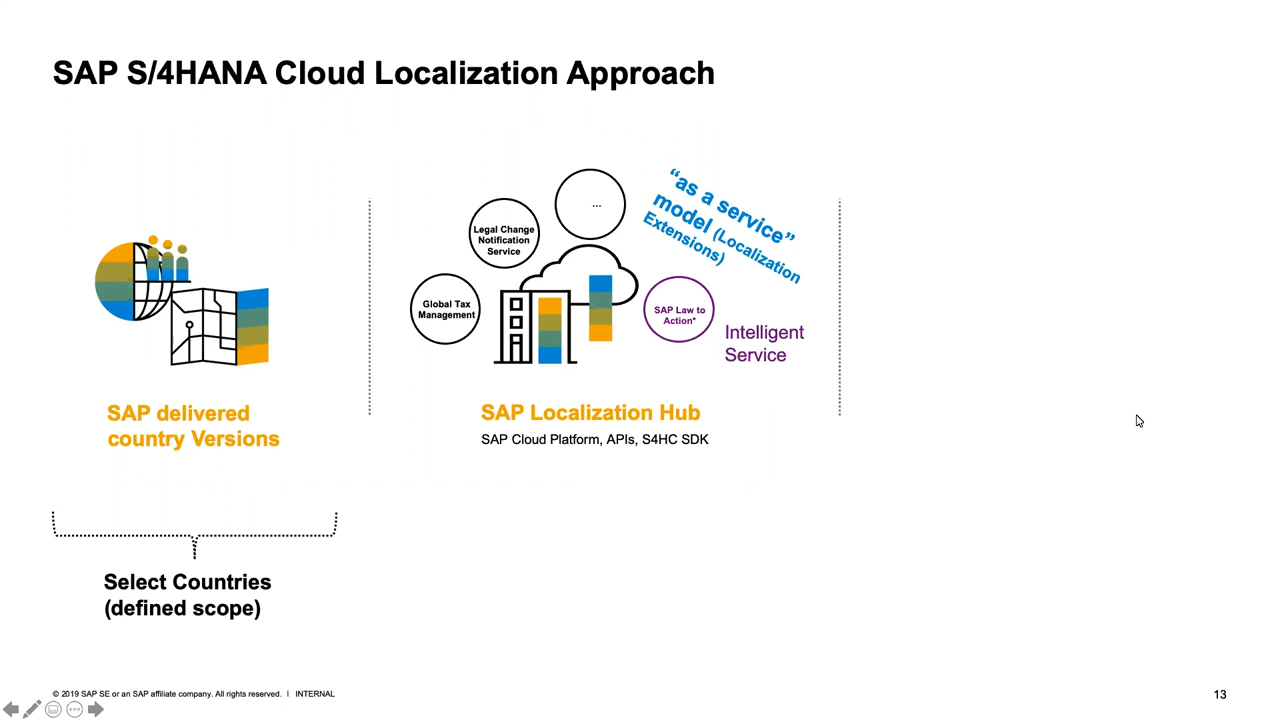 SAP S/4HANA Cloud Localization Approach
Legal Change
Notification
Service
...
“as a service”
model (Localization
Extensions)
Global Tax
Management
SAP Law to
Action*
Intelligent
Service
SAP delivered
country Versions
SAP Localization Hub
SAP Cloud Platform, APIs, S4HC SDK
Select Countries
(defined scope)
© 2019 SAP SE or an SAP affiliate company. All rights reserved. I INTERNAL
13